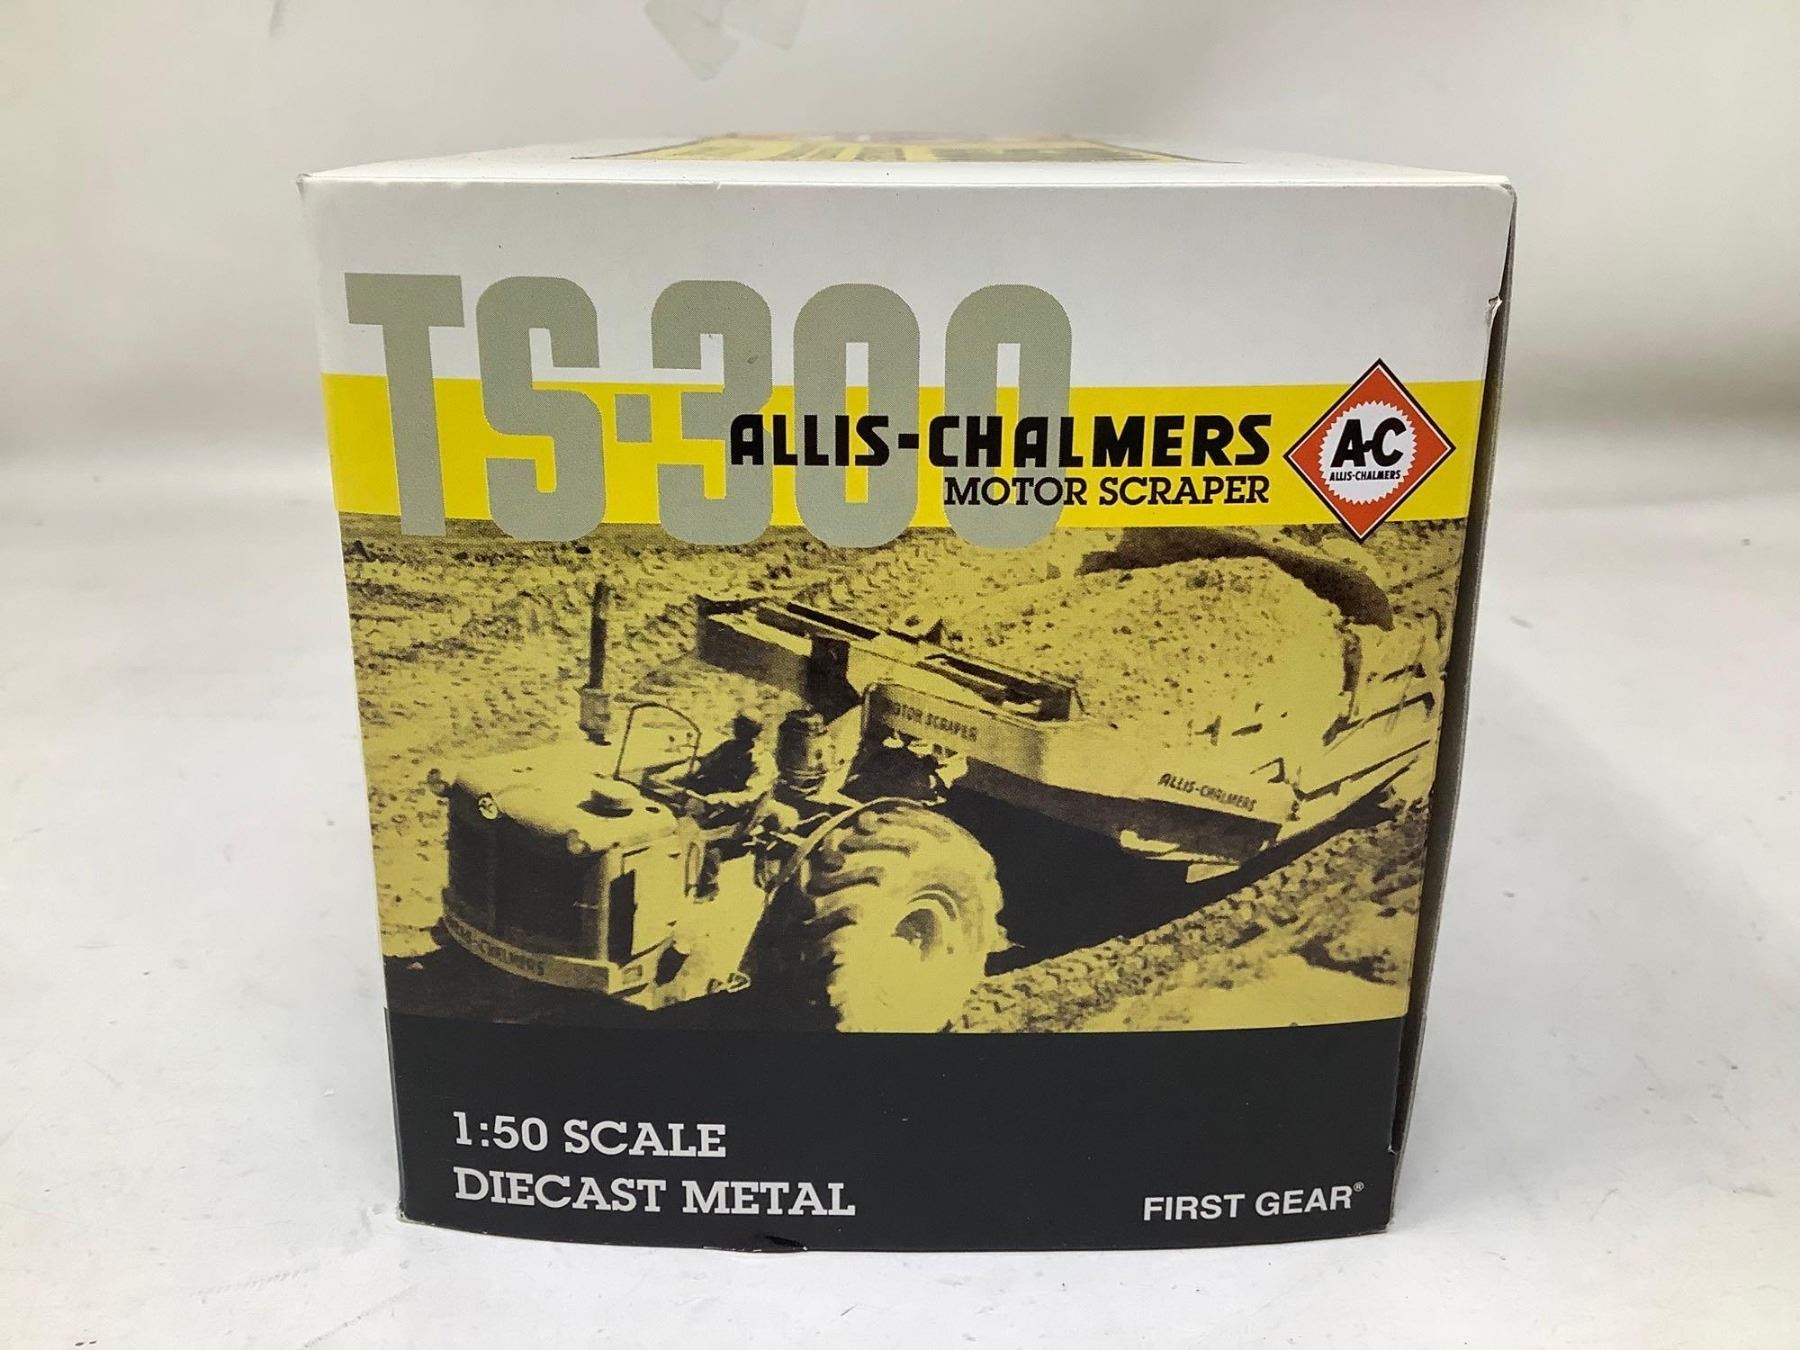 TS·300
ALLIS-CHALMERS
MOTOR SCRAPER
A-C
ALLIS-CHALMERS
MOTOR SCRAPER
ALLIS-CHALMERS
1:50 SCALE
DIECAST METAL
FIRST GEAR®